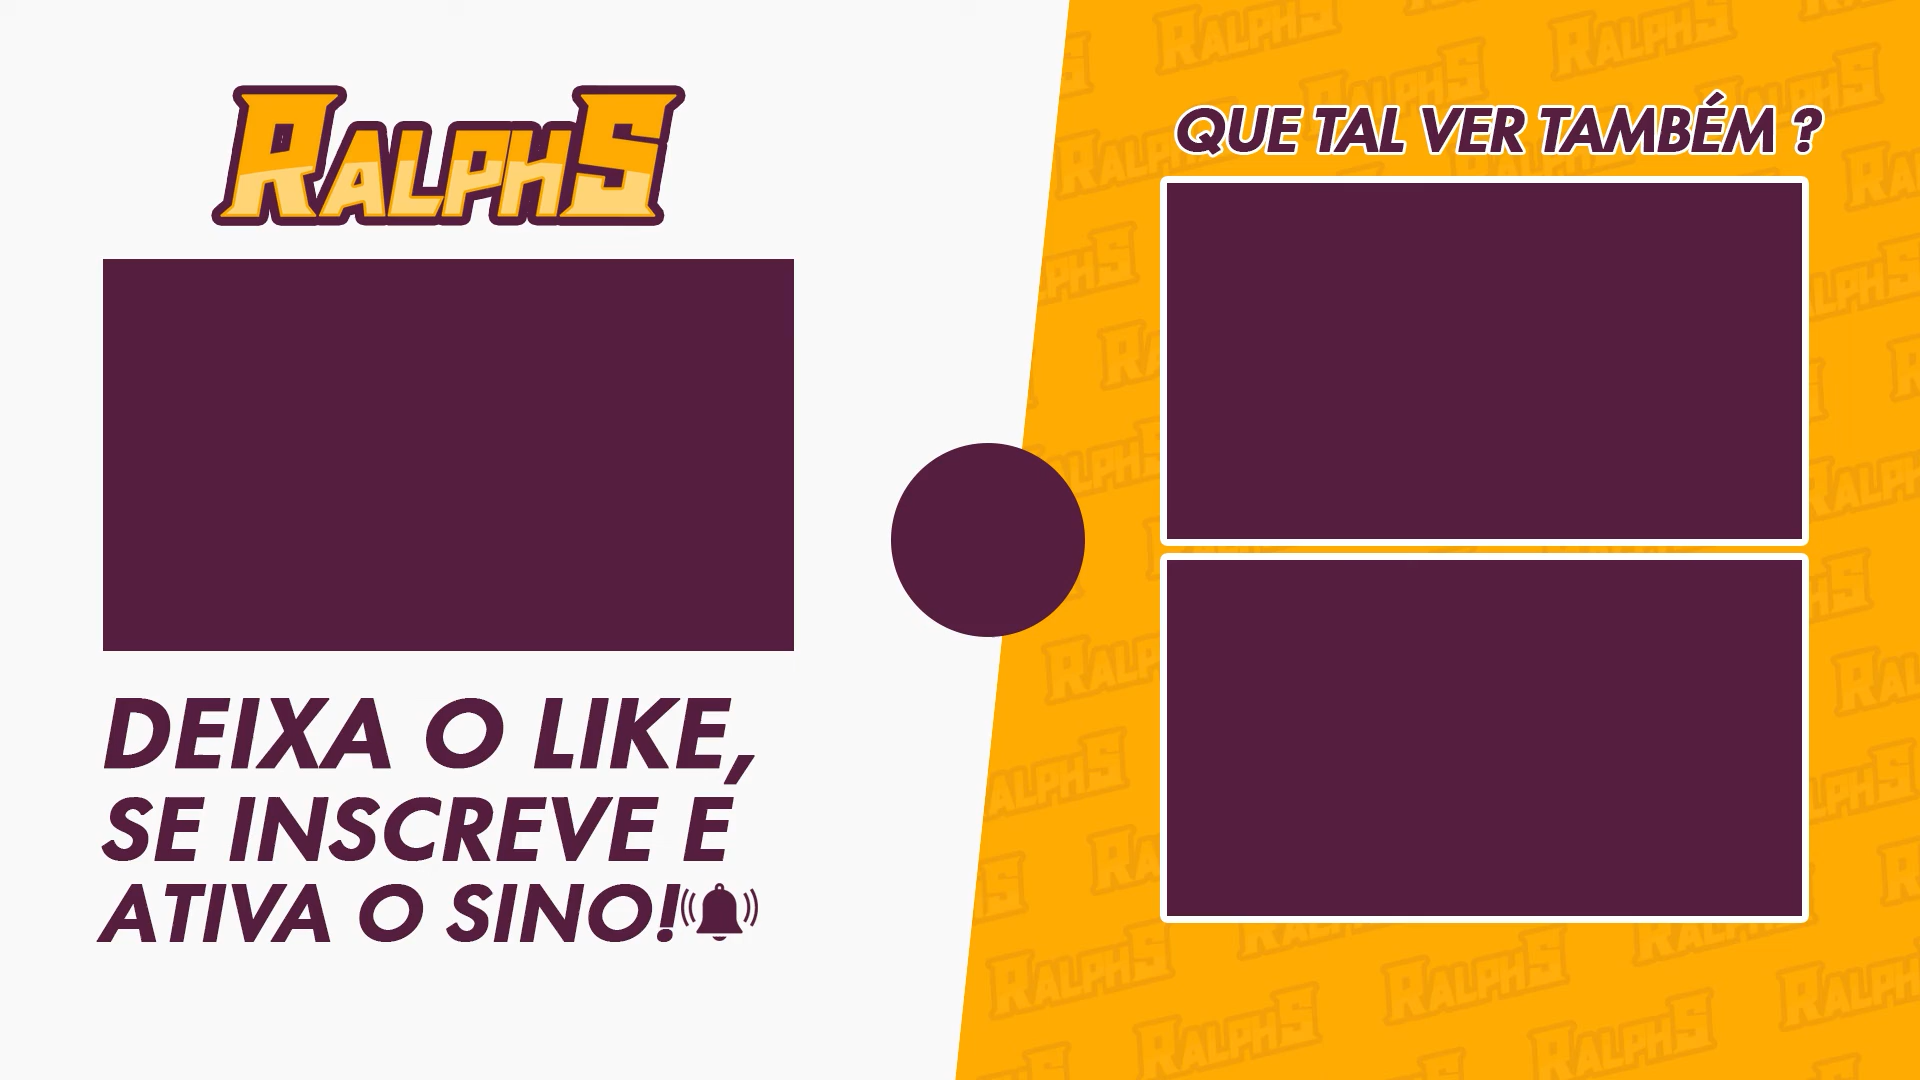 RALPHS
DEIXA O LIKE,
SE INSCREVE E
ATIVA O SINO!
QUE TAL VER TAMBÉM ?